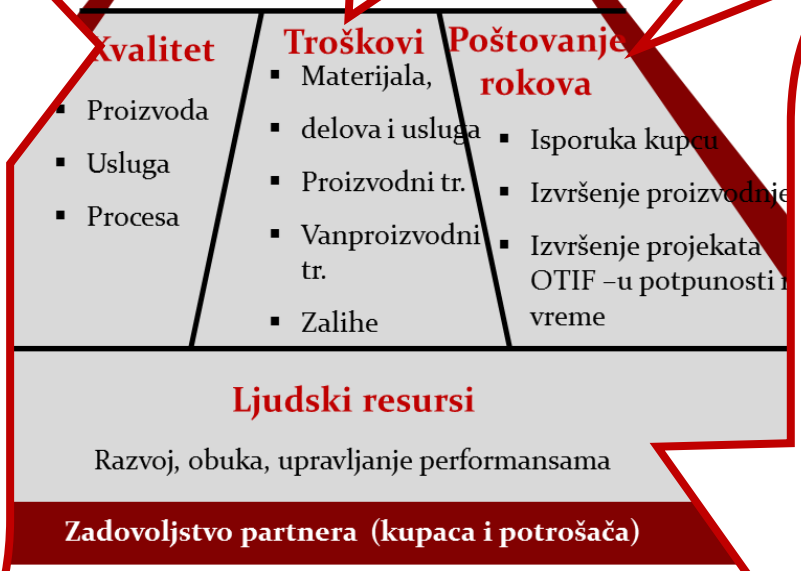 Kvalitet
Proizvoda
Usluga
Procesa
Troškovi
Materijala,
delova i usluga
Proizvodni tr.
Vanproizvodni
tr.
Zalihe
Poštovanje
rokova
Isporuka kupcu
Izvršenje proizvodnje
Izvršenje projekata
OTIF –u potpunosti
vreme
Ljudski resursi
Razvoj, obuka, upravljanje performansama
Zadovoljstvo partnera (kupaca i potrošača)